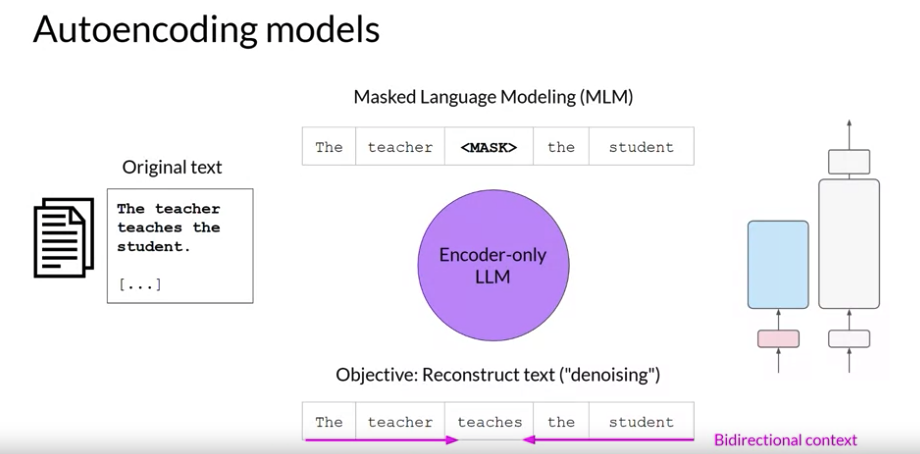 Autoencoding models
Masked Language Modeling (MLM)
The teacher <MASK> the student
Original text
The teacher
teaches the
student.
[...]
Encoder-only
LLM
Objective: Reconstruct text ("denoising")
The teacher teaches the student
Bidirectional context